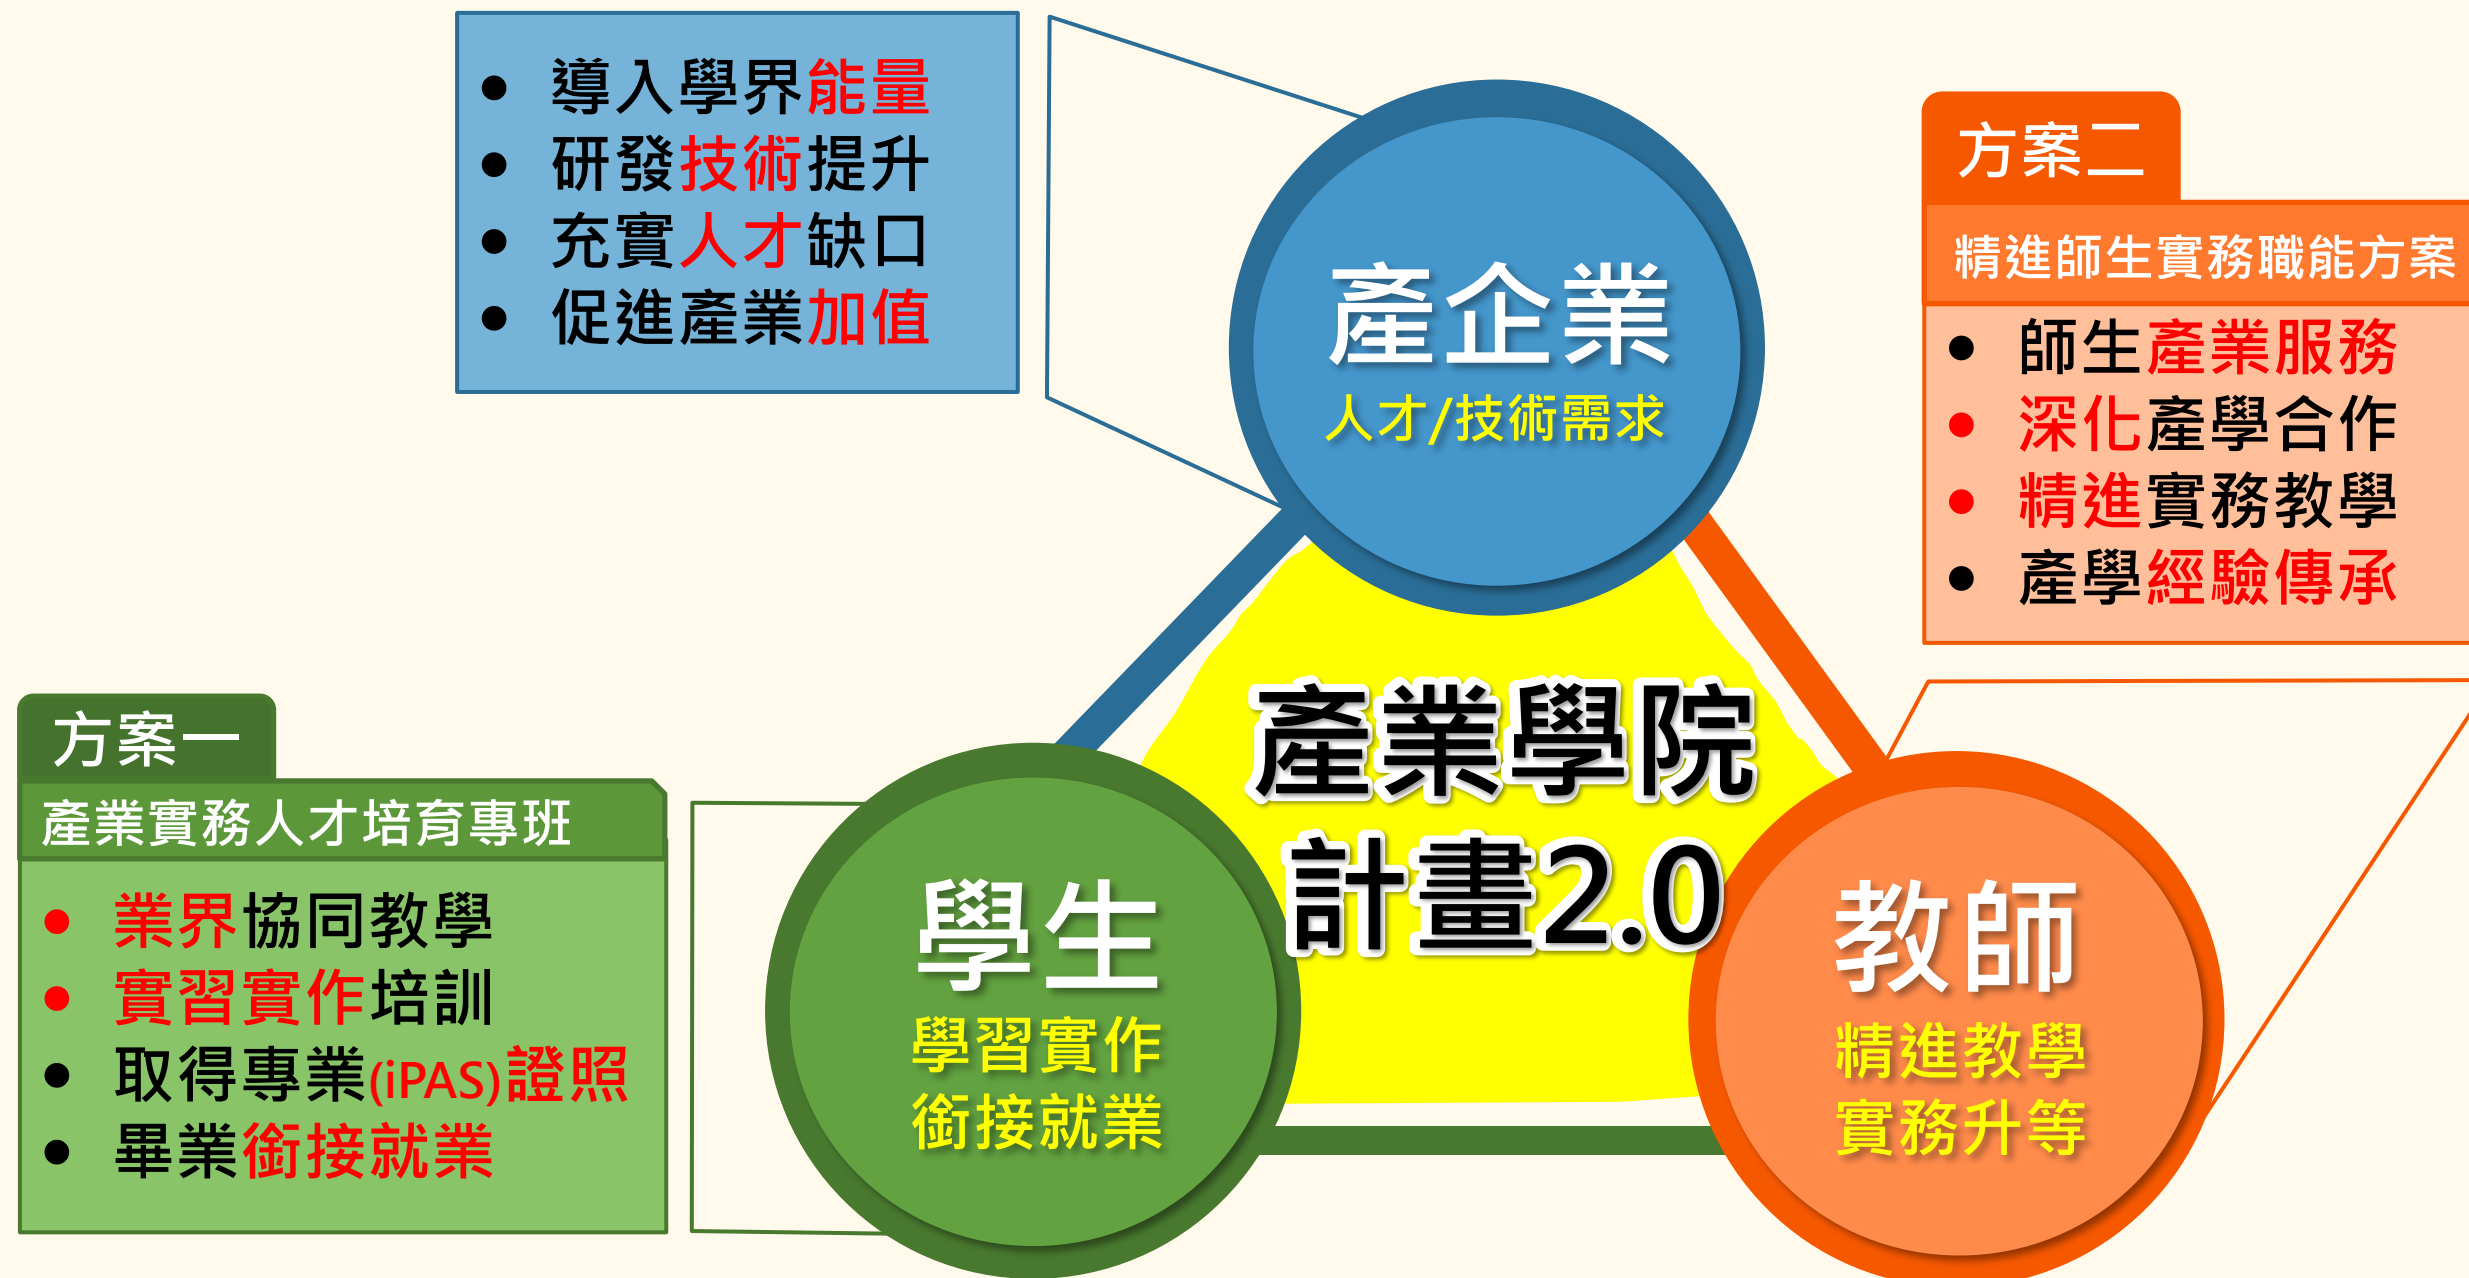 • 導入學界能量
• 研發技術提升
• 充實人才缺口
• 促進產業加值
產企業
人才/技術需求
方案二
精進師生實務職能方案
• 師生產業服務
• 深化產學合作
• 精進實務教學
• 產學經驗傳承
產業學院
計畫2.0
方案一
產業實務人才培育專班
• 業界協同教學
• 實習實作培訓
• 取得專業(iPAS)證照
• 畢業銜接就業
學生
學習實作
銜接就業
教師
精進教學
實務升等